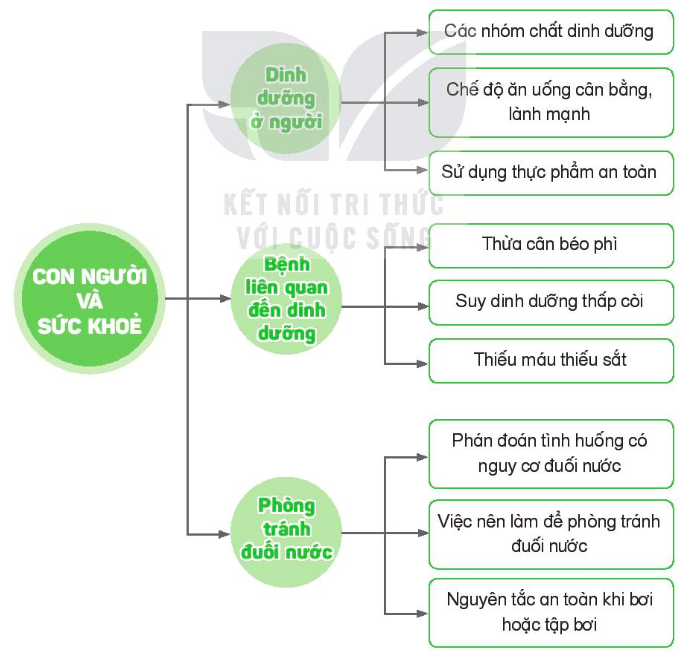 CON NGƯỜI
VÀ
SỨC KHOẺ
Dinh
dưỡng
ở người
Các nhóm chất dinh dưỡng
Chế độ ăn uống cân bằng,
lành mạnh
Sử dụng thực phẩm an toàn
KẾT NỐI TRI THỨC
VỚI CUỘC SỐNG
Bệnh
liên quan
đến dinh
dưỡng
Thừa cân béo phì
Suy dinh dưỡng thấp còi
Thiếu máu thiếu sắt
Phòng
tránh
đuối nước
Phán đoán tình huống có
nguy cơ đuối nước
Việc nên làm để phòng tránh
đuối nước
Nguyên tắc an toàn khi bơi
hoặc tập bơi